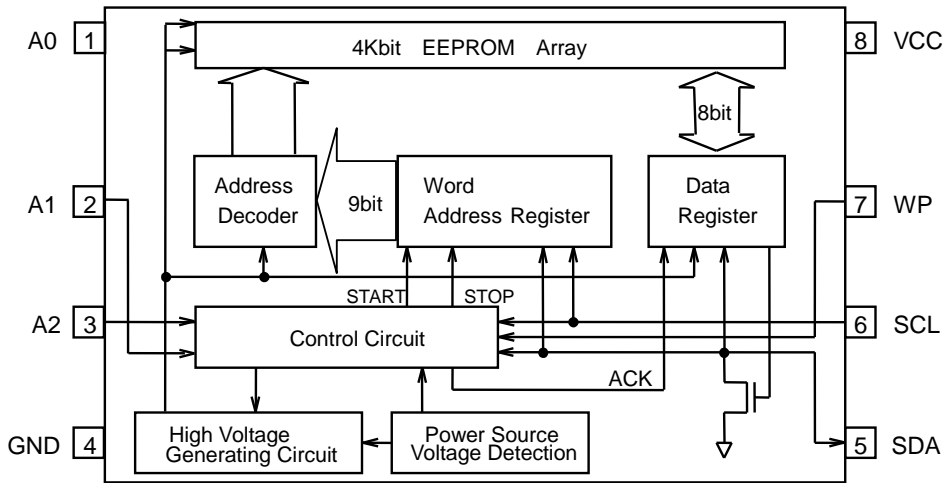 A0 1
4Kbit EEPROM Array
8 VCC
8bit
A1 2
Address
Decoder
9bit
Word
Address Register
Data
Register
7 WP
START
STOP
A2 3
Control Circuit
6 SCL
ACK
GND 4
High Voltage
Generating Circuit
Power Source
Voltage Detection
5 SDA